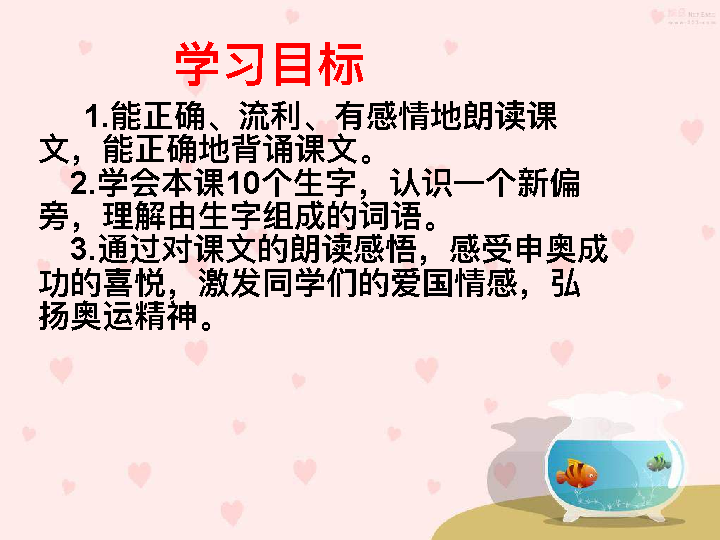 学习目标
1.能正确、流利、有感情地朗读课
文，能正确地背诵课文。
2.学会本课10个生字，认识一个新偏
旁，理解由生字组成的词语。
3.通过对课文的朗读感悟，感受申奥成
功的喜悦，激发同学们的爱国情感，弘
扬奥运精神。